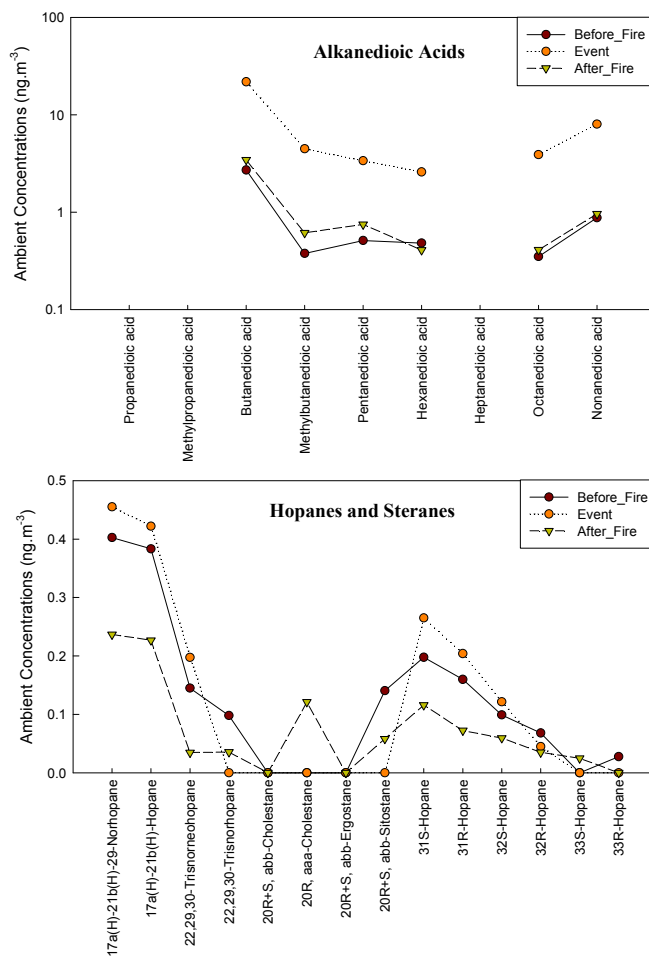 Alkanedioic Acids
Before_Fire
Event
After_Fire
Ambient Concentrations (ng.m-3)
100
10
1
0.1
Propanedioic acid
Methylpropanedioic acid
Butanedioic acid
Methylbutanedioic acid
Pentanedioic acid
Hexanedioic acid
Heptanedioic acid
Octanedioic acid
Nonanedioic acid
Hopanes and Steranes
Before_Fire
Event
After_Fire
Ambient Concentrations (ng.m-3)
0.5
0.4
0.3
0.2
0.1
0.0
17a(H)-21b(H)-29-Norhopane
17a(H)-21b(H)-Hopane
22,29,30-Trisnorneohopane
22,29,30-Trisnorhopane
20R+S, abb-Cholestane
20R, aaa-Cholestane
20R+S, abb-Ergostane
20R+S, abb-Sitostane
31S-Hopane
31R-Hopane
32S-Hopane
32R-Hopane
33S-Hopane
33R-Hopane